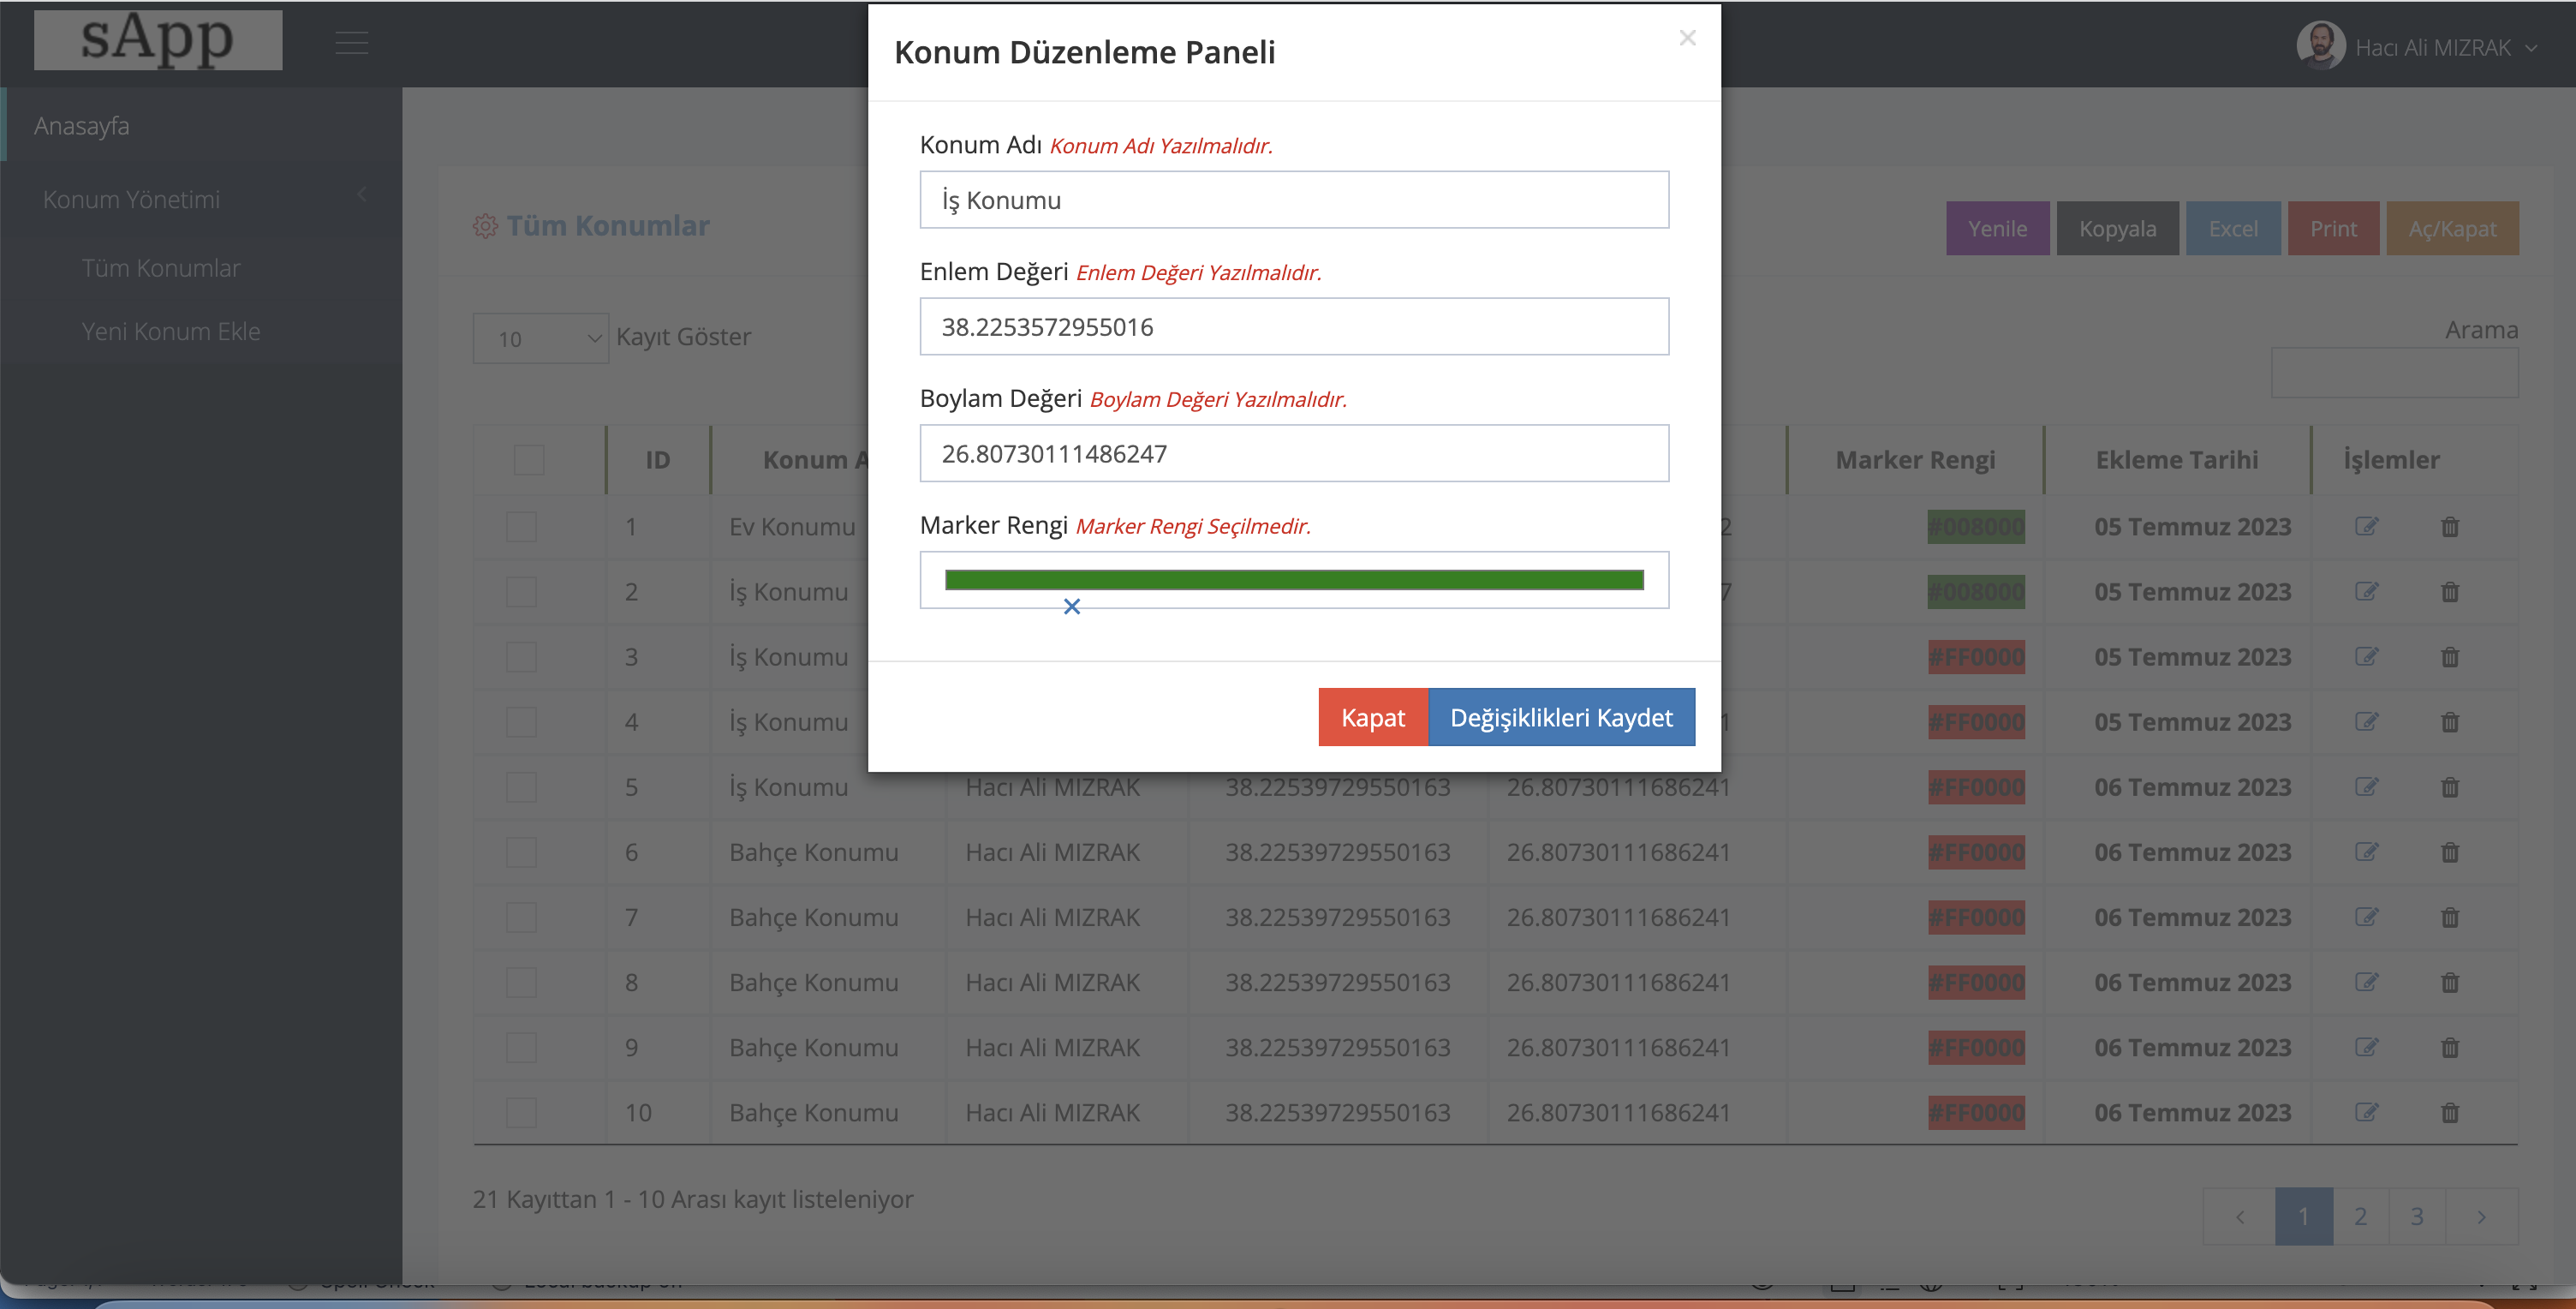 sApp
Hacı Ali MIZRAK
Konum Düzenleme Paneli
×
Anasayfa
Konum Yönetimi
Tüm Konumlar
Yeni Konum Ekle
Konum Adı Konum Adı Yazılmalıdır.
İş Konumu
Enlem Değeri Enlem Değeri Yazılmalıdır.
38.2253572955016
Boylam Değeri Boylam Değeri Yazılmalıdır.
26.80730111486247
Marker Rengi Marker Rengi Seçilmedir.
Kapat Değişiklikleri Kaydet
Tüm Konumlar
Yenile Kopyala Excel Print Aç/Kapat
10 Kayıt Göster
Arama
ID Konum A Marker Rengi Ekleme Tarihi İşlemler
1 Ev Konumu 2 #008000 05 Temmuz 2023
2 İş Konumu 7 #008000 05 Temmuz 2023
3 İş Konumu #FF0000 05 Temmuz 2023
4 İş Konumu 1 #FF0000 05 Temmuz 2023
5 İş Konumu Hacı Ali MIZRAK 38.22539729550163 26.80730111686241 #FF0000 06 Temmuz 2023
6 Bahçe Konumu Hacı Ali MIZRAK 38.22539729550163 26.80730111686241 #FF0000 06 Temmuz 2023
7 Bahçe Konumu Hacı Ali MIZRAK 38.22539729550163 26.80730111686241 #FF0000 06 Temmuz 2023
8 Bahçe Konumu Hacı Ali MIZRAK 38.22539729550163 26.80730111686241 #FF0000 06 Temmuz 2023
9 Bahçe Konumu Hacı Ali MIZRAK 38.22539729550163 26.80730111686241 #FF0000 06 Temmuz 2023
10 Bahçe Konumu Hacı Ali MIZRAK 38.22539729550163 26.80730111686241 #FF0000 06 Temmuz 2023
21 Kayıttan 1 - 10 Arası kayıt listeleniyor
1 2 3